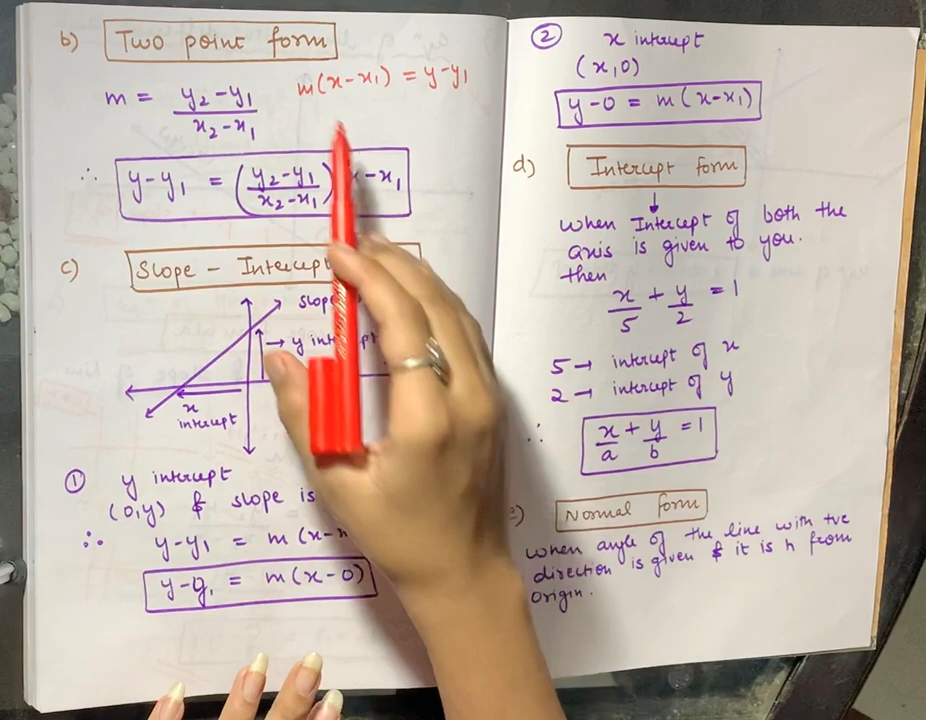 b) Two point form
m = y₂-y₁ / x₂-x₁
m(x-x₁) = y-y₁
∴ y-y₁ = (y₂-y₁ / x₂-x₁) x-x₁
c) Slope - Intercept
slope
→ y
x
intercept
① y intercept
(0,y) & slope is
∴ y-y₁ = m(x-x
y-y₁ = m(x-0)
② x intercept
(x,0)
y-0 = m(x-x₁)
d) Intercept form
↓
when Intercept of both the
axis is given to you.
then
x/5 + y/2 = 1
5 → intercept of x
2 → intercept of y
∴ x/a + y/b = 1
e) Normal form
when angle of the line with +ve
direction is given & it is from
origin.